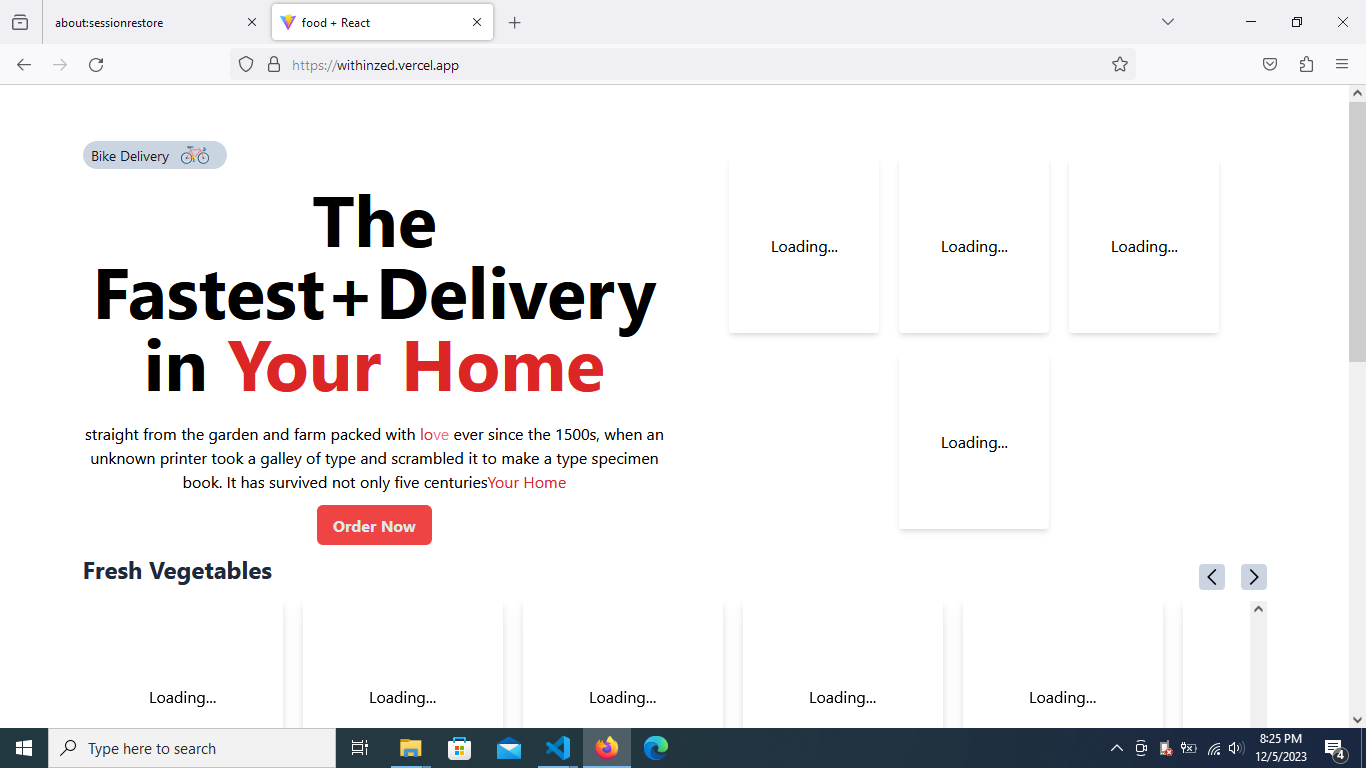 about:sessionrestore
food + React
https://withinzed.vercel.app
Bike Delivery
The
Fastest+Delivery
in Your Home
straight from the garden and farm packed with love ever since the 1500s, when an
unknown printer took a galley of type and scrambled it to make a type specimen
book. It has survived not only five centuriesYour Home
Order Now
Loading...
Loading...
Loading...
Loading...
Fresh Vegetables
Loading...
Loading...
Loading...
Loading...
Loading...
Type here to search
8:25 PM
12/5/2023
4